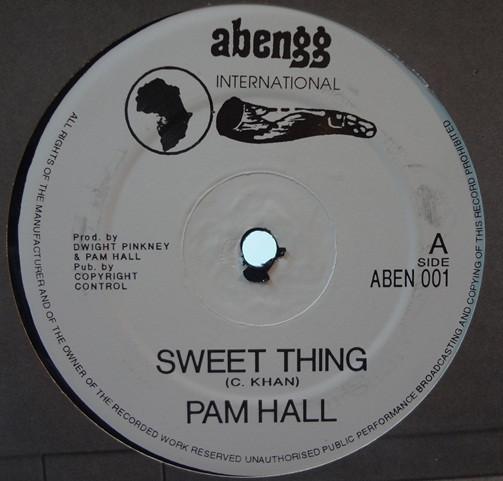 abengg
INTERNATIONAL
Prod. by
DWIGHT PINKNEY
& PAM HALL
Pub. by
COPYRIGHT
CONTROL
A
SIDE
ABEN 001
SWEET THING
(C. KHAN)
PAM HALL
ALL RIGHTS OF THE MANUFACTURER AND OF THE OWNER OF THE RECORDED WORK RESERVED UNAUTHORISED PUBLIC PERFORMANCE BROADCASTING AND COPYING OF THIS RECORD PROHIBITED